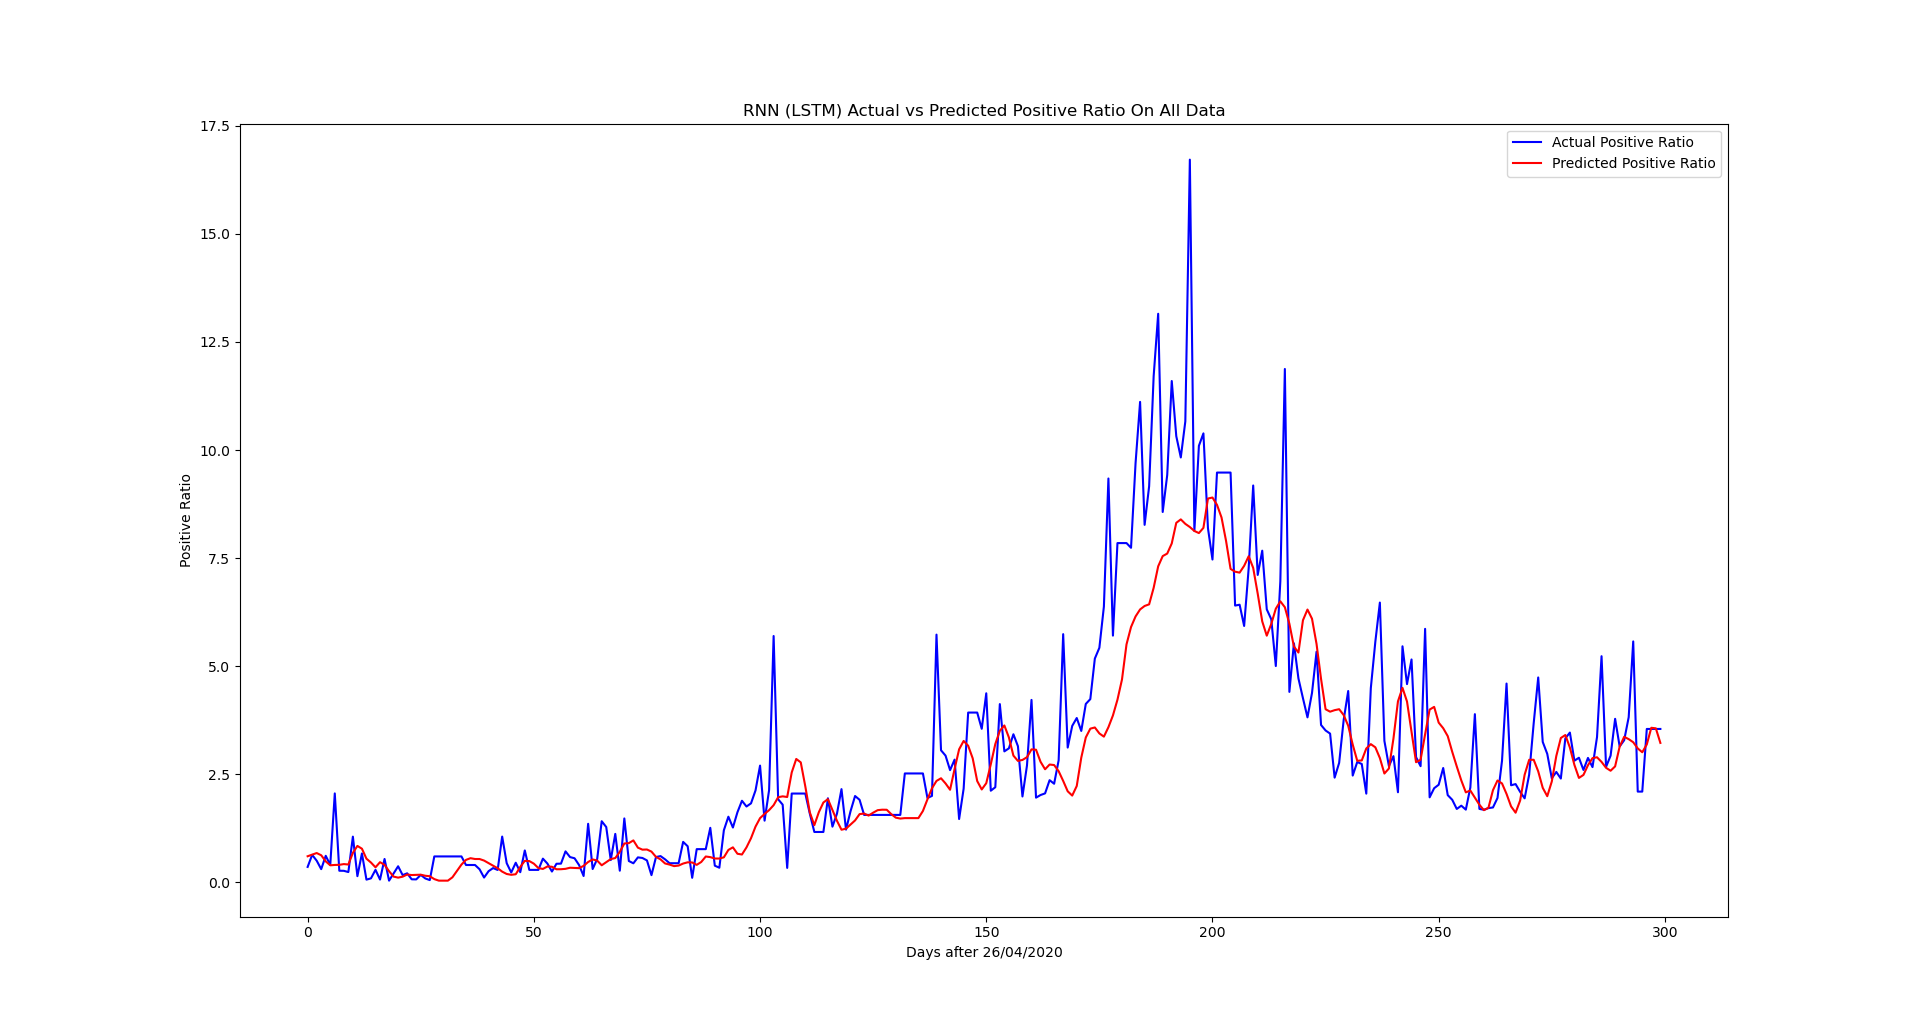 RNN (LSTM) Actual vs Predicted Positive Ratio On All Data
17.5
15.0
12.5
10.0
7.5
5.0
2.5
0.0
Positive Ratio
Actual Positive Ratio
Predicted Positive Ratio
0 50 100 150 200 250 300
Days after 26/04/2020